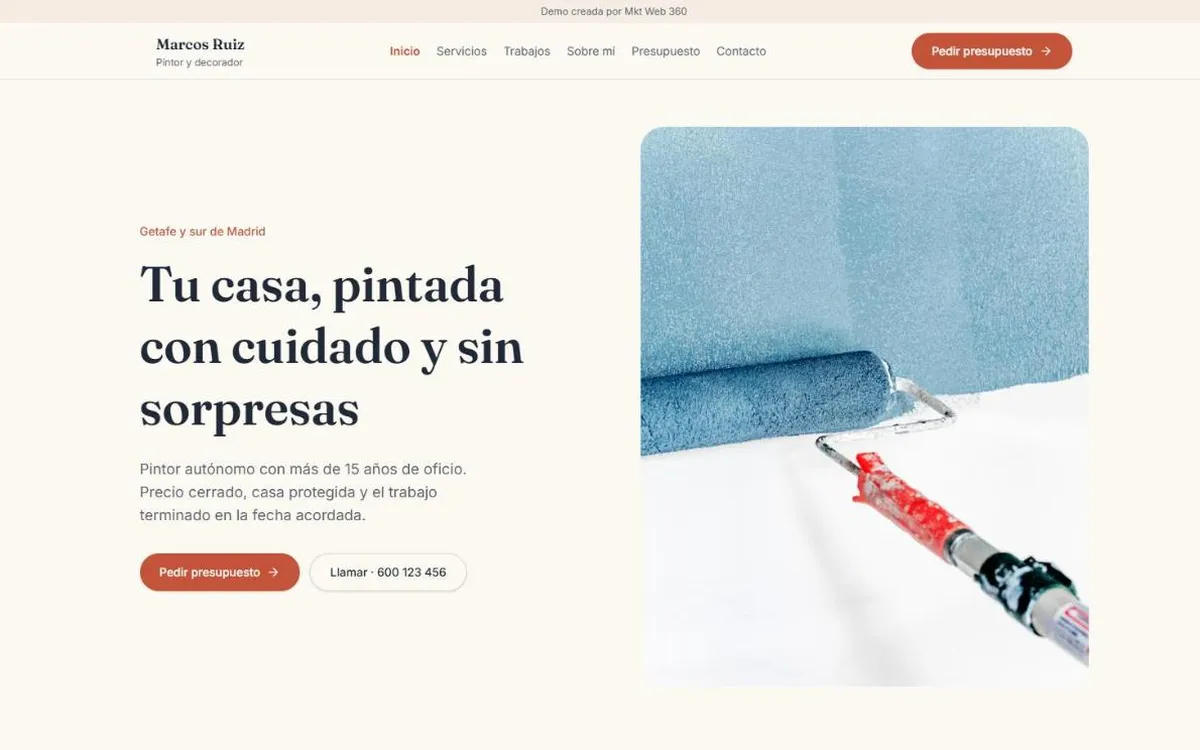 Demo creada por Mkt Web 360
Marcos Ruiz
Pintor y decorador
Inicio
Servicios
Trabajos
Sobre mí
Presupuesto
Contacto
Pedir presupuesto →
Getafe y sur de Madrid
Tu casa, pintada
con cuidado y sin
sorpresas
Pintor autónomo con más de 15 años de oficio.
Precio cerrado, casa protegida y el trabajo
terminado en la fecha acordada.
Pedir presupuesto →
Llamar · 600 123 456